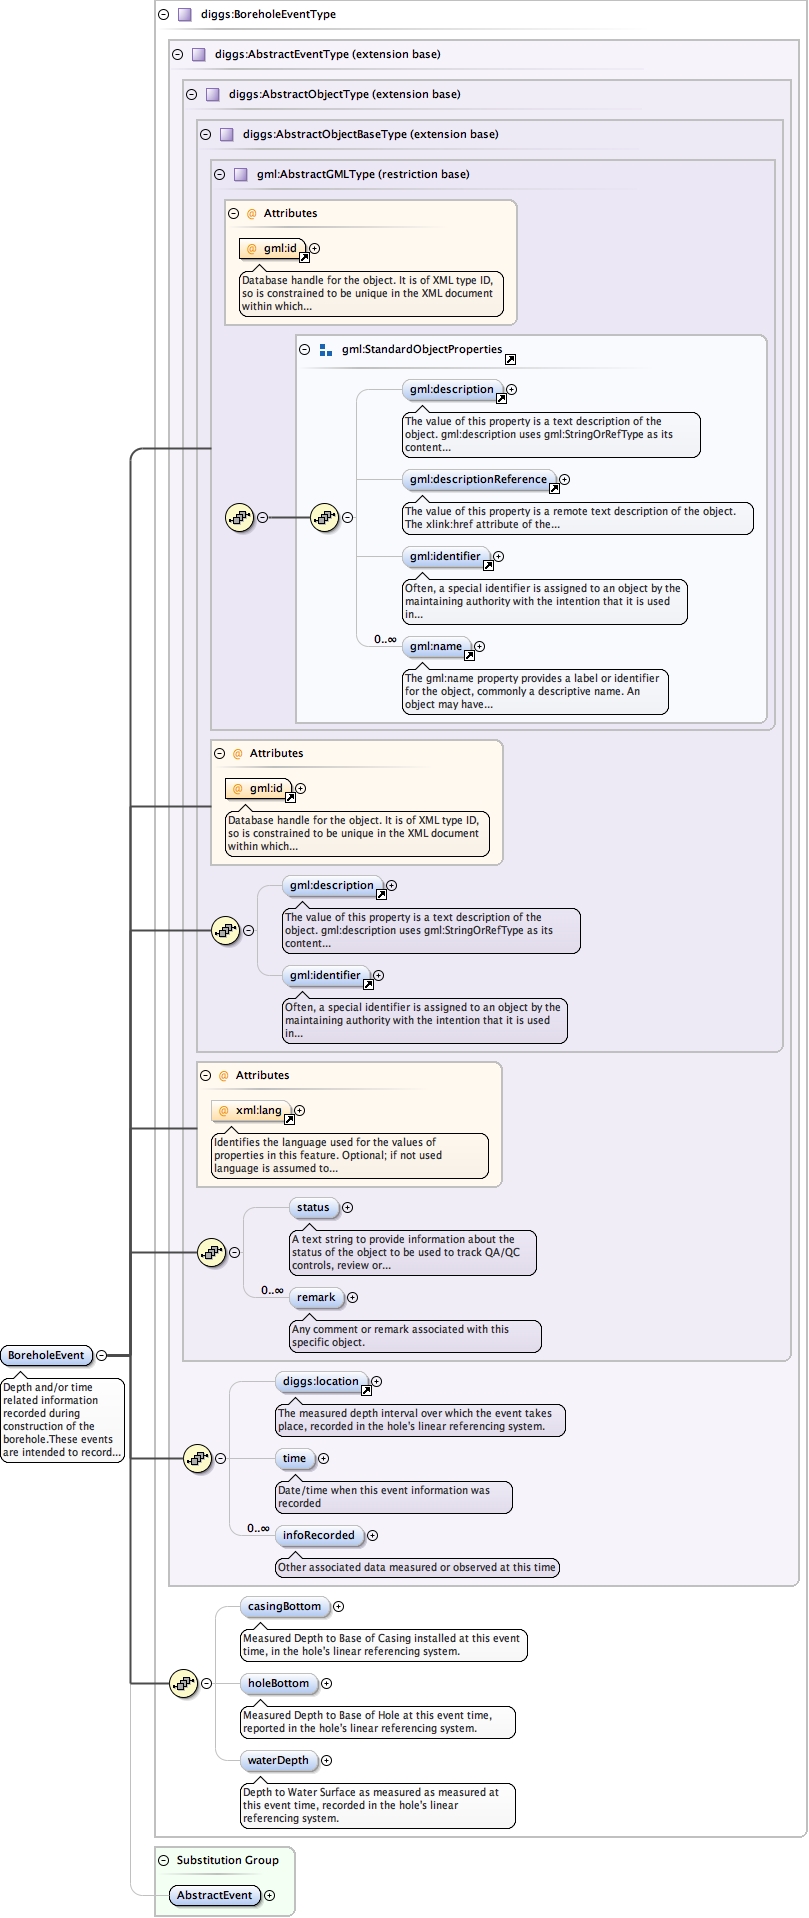 diggs:BoreholeEventType
diggs:AbstractEventType (extension base)
diggs:AbstractObjectType (extension base)
diggs:AbstractObjectBaseType (extension base)
gml:AbstractGMLType (restriction base)
@ Attributes
@ gml:id
Database handle for the object. It is of XML type ID,
so is constrained to be unique in the XML document
within which...
gml:StandardObjectProperties
gml:description
The value of this property is a text description of the
object. gml:description uses gml:StringOrRefType as its
content...
gml:descriptionReference
The value of this property is a remote text description of the object.
The xlink:href attribute of the...
gml:identifier
Often, a special identifier is assigned to an object by the
maintaining authority with the intention that it is used
in...
0..∞
gml:name
The gml:name property provides a label or identifier
for the object, commonly a descriptive name. An
object may have...
@ Attributes
@ gml:id
Database handle for the object. It is of XML type ID,
so is constrained to be unique in the XML document
within which...
gml:description
The value of this property is a text description of the
object. gml:description uses gml:StringOrRefType as its
content...
gml:identifier
Often, a special identifier is assigned to an object by the
maintaining authority with the intention that it is used
in...
@ Attributes
@ xml:lang
Identifies the language used for the values of
properties in this feature. Optional; if not used
language is assumed to...
status
A text string to provide information about the
status of the object to be used to track QA/QC
controls, review or...
0..∞
remark
Any comment or remark associated with this
specific object.
BoreholeEvent
Depth and/or time
related information
recorded during
construction of the
borehole.These events
are intended to record...
diggs:location
The measured depth interval over which the event takes
place, recorded in the hole's linear referencing system.
time
Date/time when this event information was
recorded
0..∞
infoRecorded
Other associated data measured or observed at this time
casingBottom
Measured Depth to Base of Casing installed at this event
time, in the hole's linear referencing system.
holeBottom
Measured Depth to Base of Hole at this event time,
reported in the hole's linear referencing system.
waterDepth
Depth to Water Surface as measured as measured at
this event time, recorded in the hole's linear
referencing system.
Substitution Group
AbstractEvent